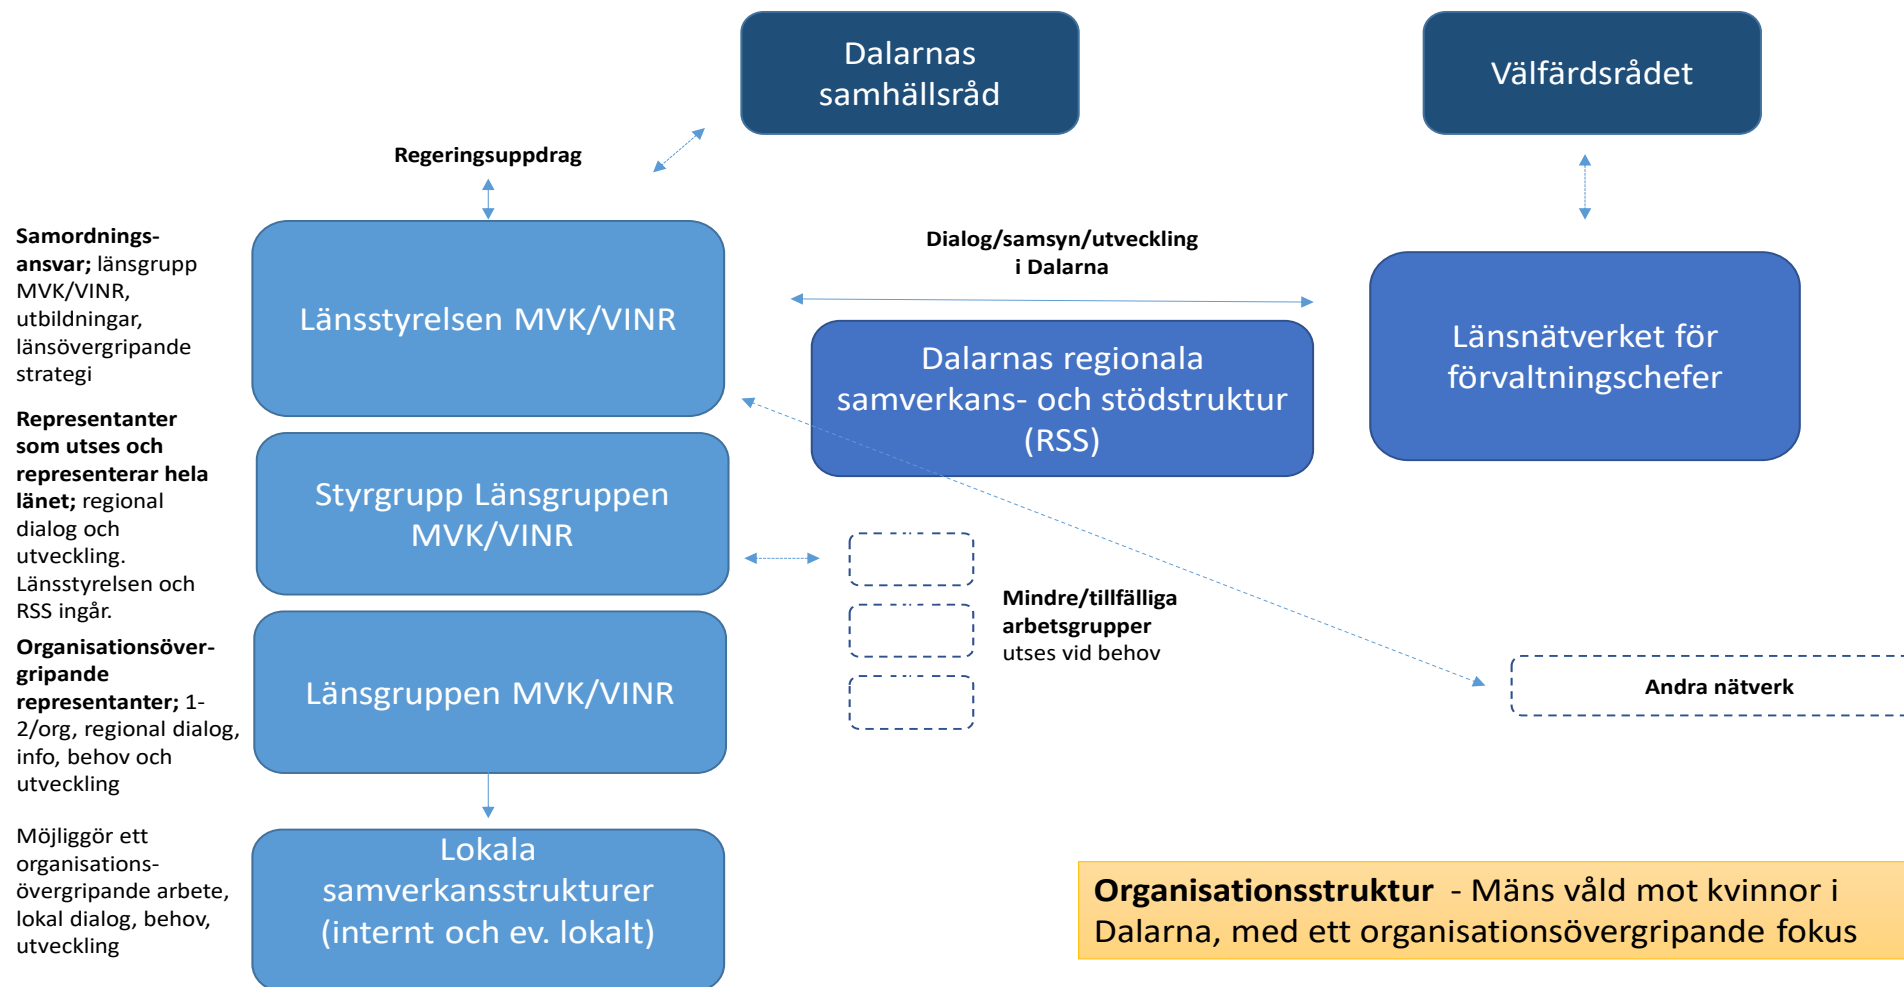 Dalarnas
samhällsråd
Välfärdsrådet
Regeringsuppdrag
Samordnings-
ansvar; länsgrupp
MVK/VINR,
utbildningar,
länsövergripande
strategi
Länsstyrelsen MVK/VINR
Dialog/samsyn/utveckling
i Dalarna
Dalarnas regionala
samverkans- och stödstruktur
(RSS)
Länsnätverket för
förvaltningschefer
Representanter
som utses och
representerar hela
länet; regional
dialog och
utveckling.
Länsstyrelsen och
RSS ingår.
Styrgrupp Länsgruppen
MVK/VINR
Mindre/tillfälliga
arbetsgrupper
utses vid behov
Organisationsöver-
gripande
representanter; 1-
2/org, regional dialog,
info, behov och
utveckling
Länsgruppen MVK/VINR
Andra nätverk
Möjliggör ett
organisations-
övergripande arbete,
lokal dialog, behov,
utveckling
Lokala
samverkansstrukturer
(internt och ev. lokalt)
Organisationsstruktur - Mäns våld mot kvinnor i
Dalarna, med ett organisationsövergripande fokus